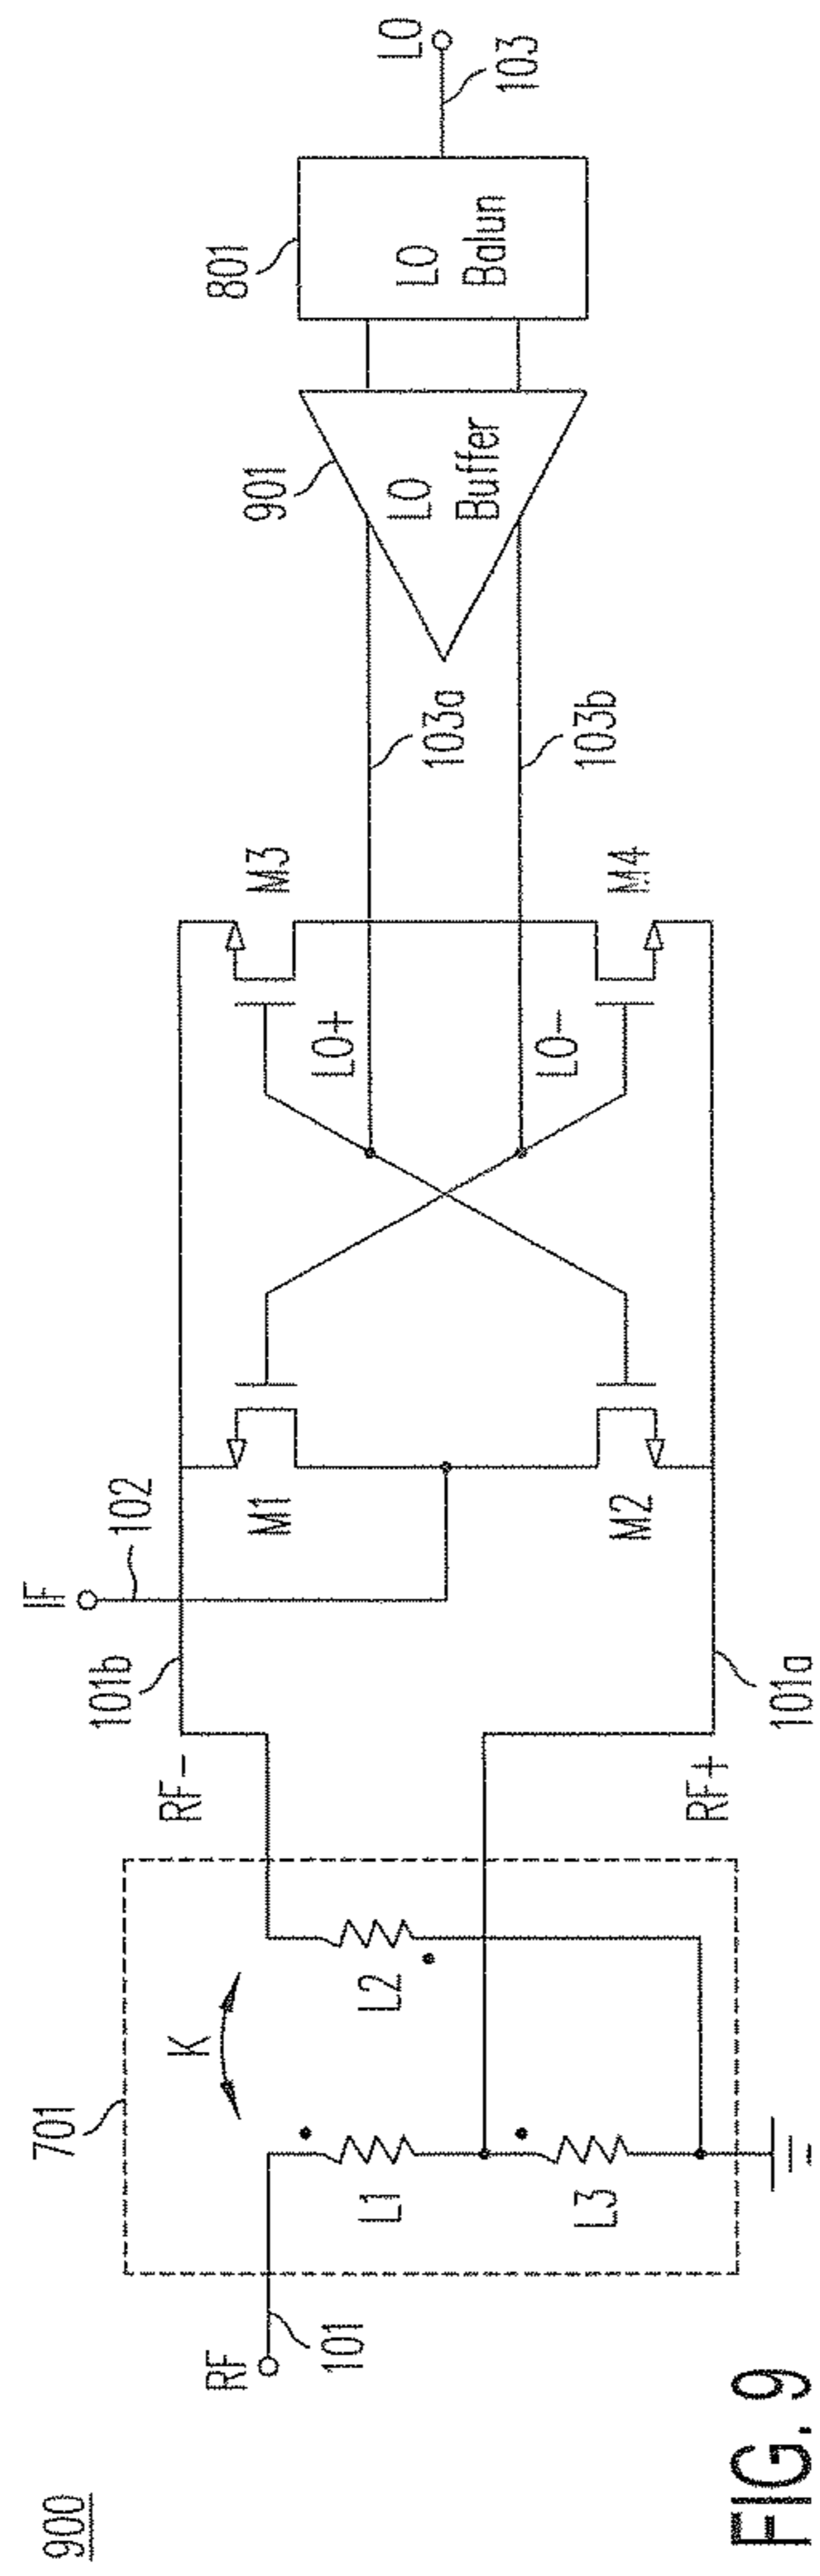 900
RF
101
701
K
L1
L2
L3
RF-
RF+
101b
101a
IF
102
M1
M2
LO+
LO-
M3
M4
103a
103b
901
LO
Buffer
801
LO
Balun
LO
103
FIG. 9